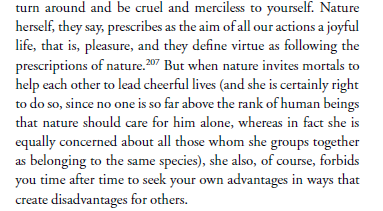 turn around and be cruel and merciless to yourself. Nature
herself, they say, prescribes as the aim of all our actions a joyful
life, that is, pleasure, and they define virtue as following the
prescriptions of nature.²⁰⁷ But when nature invites mortals to
help each other to lead cheerful lives (and she is certainly right
to do so, since no one is so far above the rank of human beings
that nature should care for him alone, whereas in fact she is
equally concerned about all those whom she groups together
as belonging to the same species), she also, of course, forbids
you time after time to seek your own advantages in ways that
create disadvantages for others.